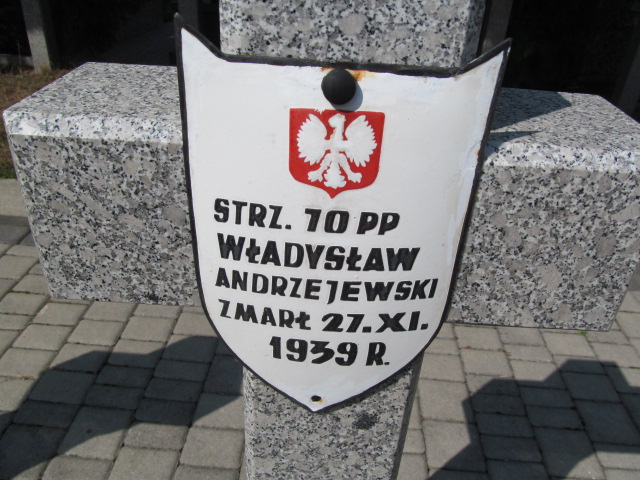 STRZ. 70 PP
WŁADYSŁAW
ANDRZEJEWSKI
ZMARŁ 27.XI.
1939 R.